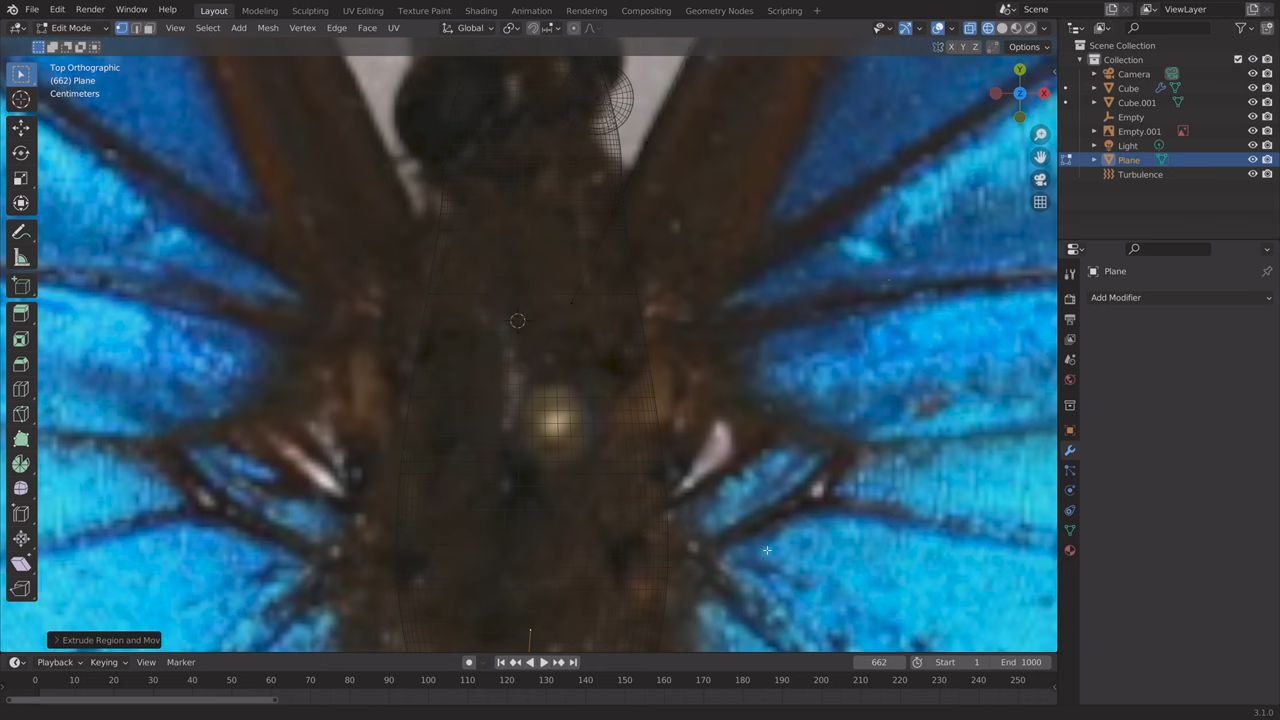 File Edit Render Window Help
Layout Modeling Sculpting UV Editing Texture Paint Shading Animation Rendering Compositing Geometry Nodes Scripting
Scene ViewLayer
Edit Mode View Select Add Mesh Vertex Edge Face UV Global
X Y Z Options
Top Orthographic
(662) Plane
Centimeters
Y
Z X
Scene Collection
Collection
Camera
Cube
Cube.001
Empty
Empty.001
Light
Plane
Turbulence
Plane
Add Modifier
Extrude Region and Mov
Playback Keying View Marker 662 Start 1 End 1000
0 10 20 30 40 50 60 70 80 90 100 110 120 130 140 150 160 170 180 190 200 210 220 230 240 250
3.1.0